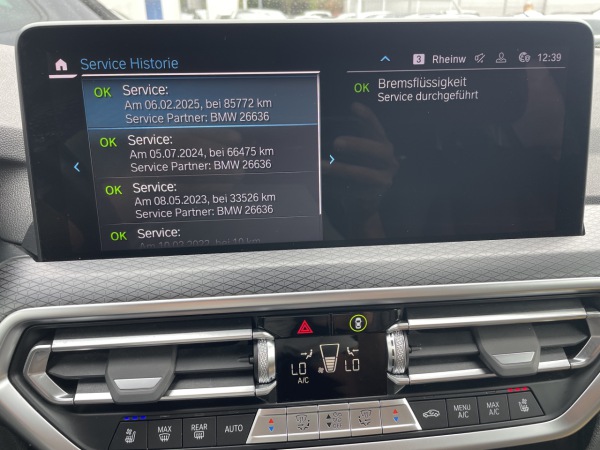 Service Historie
3 Rheinw 12:39
OK Service:
Am 06.02.2025, bei 85772 km
Service Partner: BMW 26636
OK Service:
Am 05.07.2024, bei 66475 km
Service Partner: BMW 26636
OK Service:
Am 08.05.2023, bei 33526 km
Service Partner: BMW 26636
OK Service:
OK Bremsflüssigkeit
Service durchgeführt
LO LO
A/C
MAX
REAR
AUTO
ON
OFF
MENU
A/C
MAX
A/C